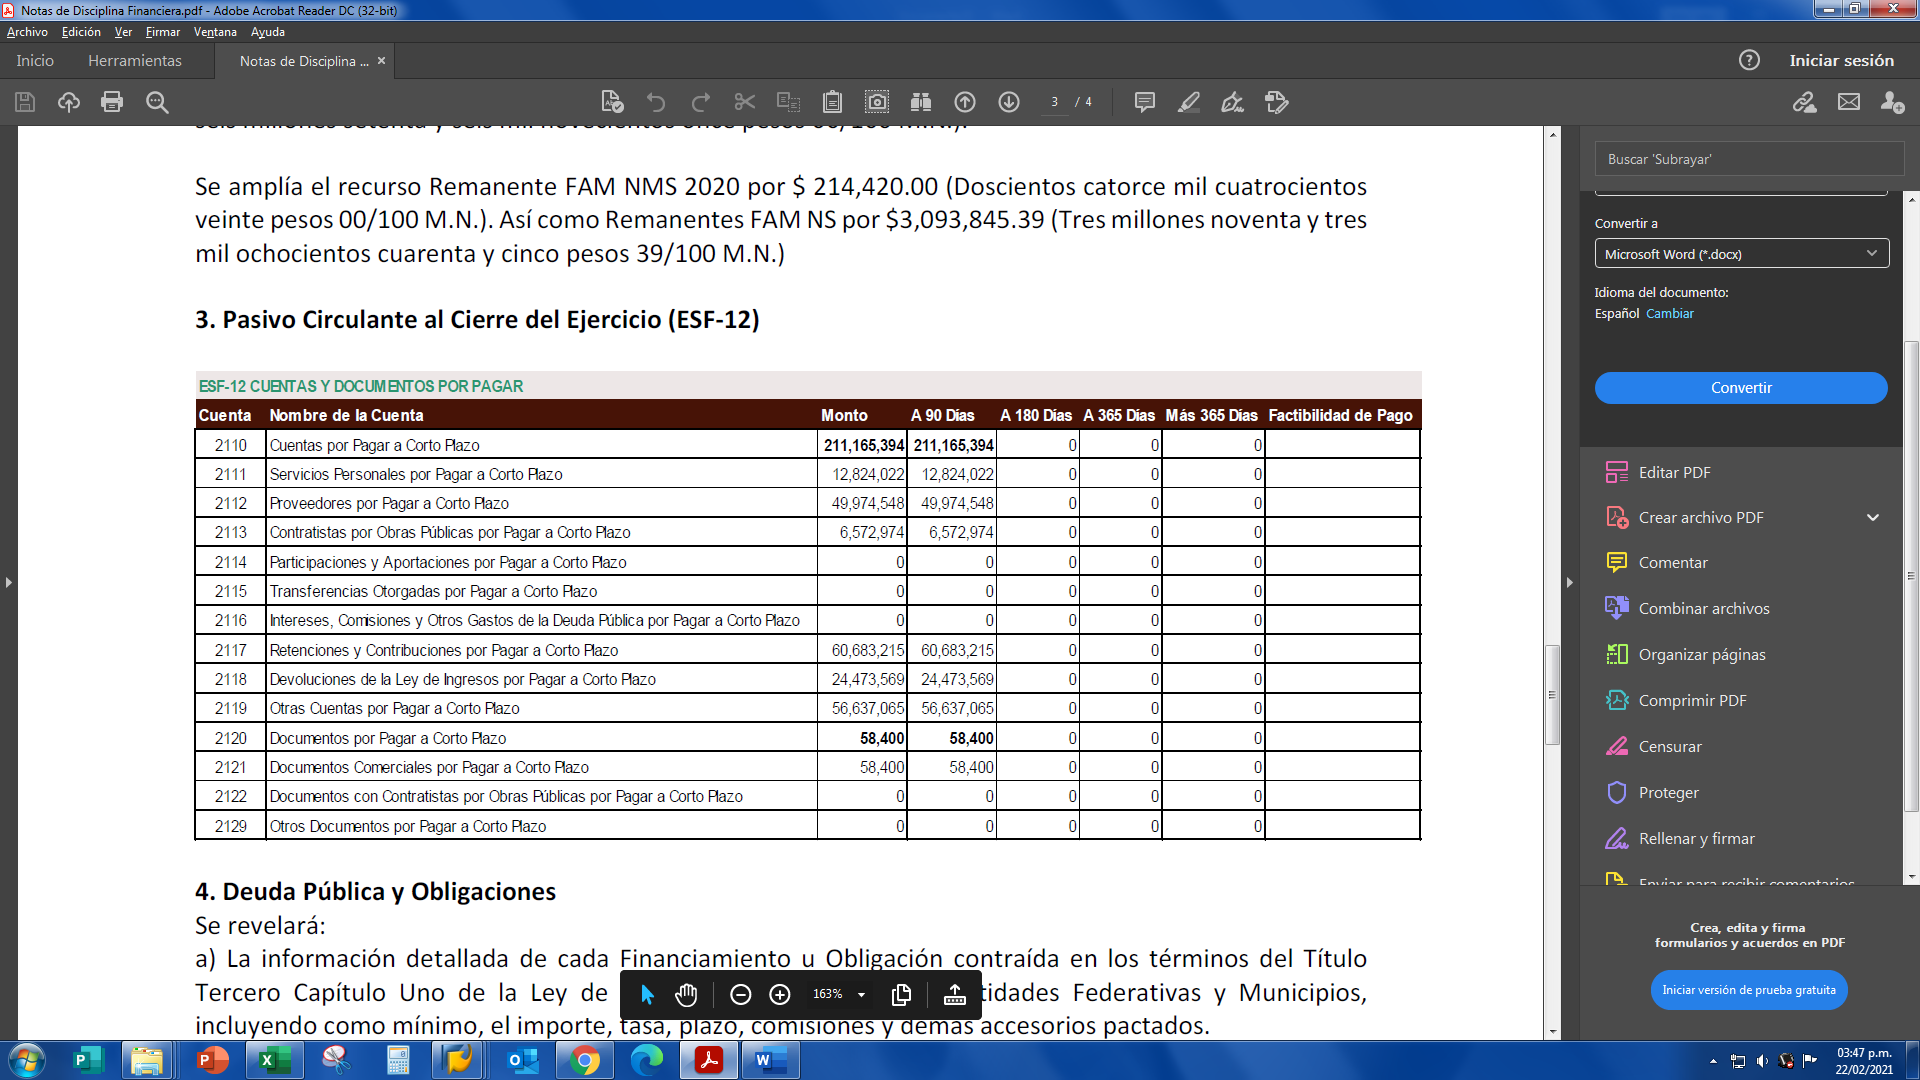 Notas de Disciplina Financiera.pdf - Adobe Acrobat Reader DC (32-bit)
Archivo Edición Ver Firmar Ventana Ayuda
Inicio Herramientas Notas de Disciplina ... × Iniciar sesión
3 / 4
Se amplía el recurso Remanente FAM NMS 2020 por $ 214,420.00 (Doscientos catorce mil cuatrocientos
veinte pesos 00/100 M.N.). Así como Remanentes FAM NS por $3,093,845.39 (Tres millones noventa y tres
mil ochocientos cuarenta y cinco pesos 39/100 M.N.)
3. Pasivo Circulante al Cierre del Ejercicio (ESF-12)
ESF-12 CUENTAS Y DOCUMENTOS POR PAGAR
Cuenta Nombre de la Cuenta Monto A 90 Dias A 180 Dias A 365 Dias Más 365 Dias Factibilidad de Pago
2110 Cuentas por Pagar a Corto Plazo 211,165,394 211,165,394 0 0 0
2111 Servicios Personales por Pagar a Corto Plazo 12,824,022 12,824,022 0 0 0
2112 Proveedores por Pagar a Corto Plazo 49,974,548 49,974,548 0 0 0
2113 Contratistas por Obras Públicas por Pagar a Corto Plazo 6,572,974 6,572,974 0 0 0
2114 Participaciones y Aportaciones por Pagar a Corto Plazo 0 0 0 0 0
2115 Transferencias Otorgadas por Pagar a Corto Plazo 0 0 0 0 0
2116 Intereses, Comisiones y Otros Gastos de la Deuda Pública por Pagar a Corto Plazo 0 0 0 0 0
2117 Retenciones y Contribuciones por Pagar a Corto Plazo 60,683,215 60,683,215 0 0 0
2118 Devoluciones de la Ley de Ingresos por Pagar a Corto Plazo 24,473,569 24,473,569 0 0 0
2119 Otras Cuentas por Pagar a Corto Plazo 56,637,065 56,637,065 0 0 0
2120 Documentos por Pagar a Corto Plazo 58,400 58,400 0 0 0
2121 Documentos Comerciales por Pagar a Corto Plazo 58,400 58,400 0 0 0
2122 Documentos con Contratistas por Obras Públicas por Pagar a Corto Plazo 0 0 0 0 0
2129 Otros Documentos por Pagar a Corto Plazo 0 0 0 0 0
4. Deuda Pública y Obligaciones
Se revelará:
a) La información detallada de cada Financiamiento u Obligación contraída en los términos del Título
Tercero Capítulo Uno de la Ley de tidades Federativas y Municipios,
incluyendo como mínimo, el importe, tasa, plazo, comisiones y demás accesorios pactados.
163%
Buscar 'Subrayar'
Convertir a
Microsoft Word (*.docx)
Idioma del documento:
Español Cambiar
Convertir
Editar PDF
Crear archivo PDF
Comentar
Combinar archivos
Organizar páginas
Comprimir PDF
Censurar
Proteger
Rellenar y firmar
Enviar para recibir comentarios
Crea, edita y firma
formularios y acuerdos en PDF
Iniciar versión de prueba gratuita
03:47 p.m.
22/02/2021